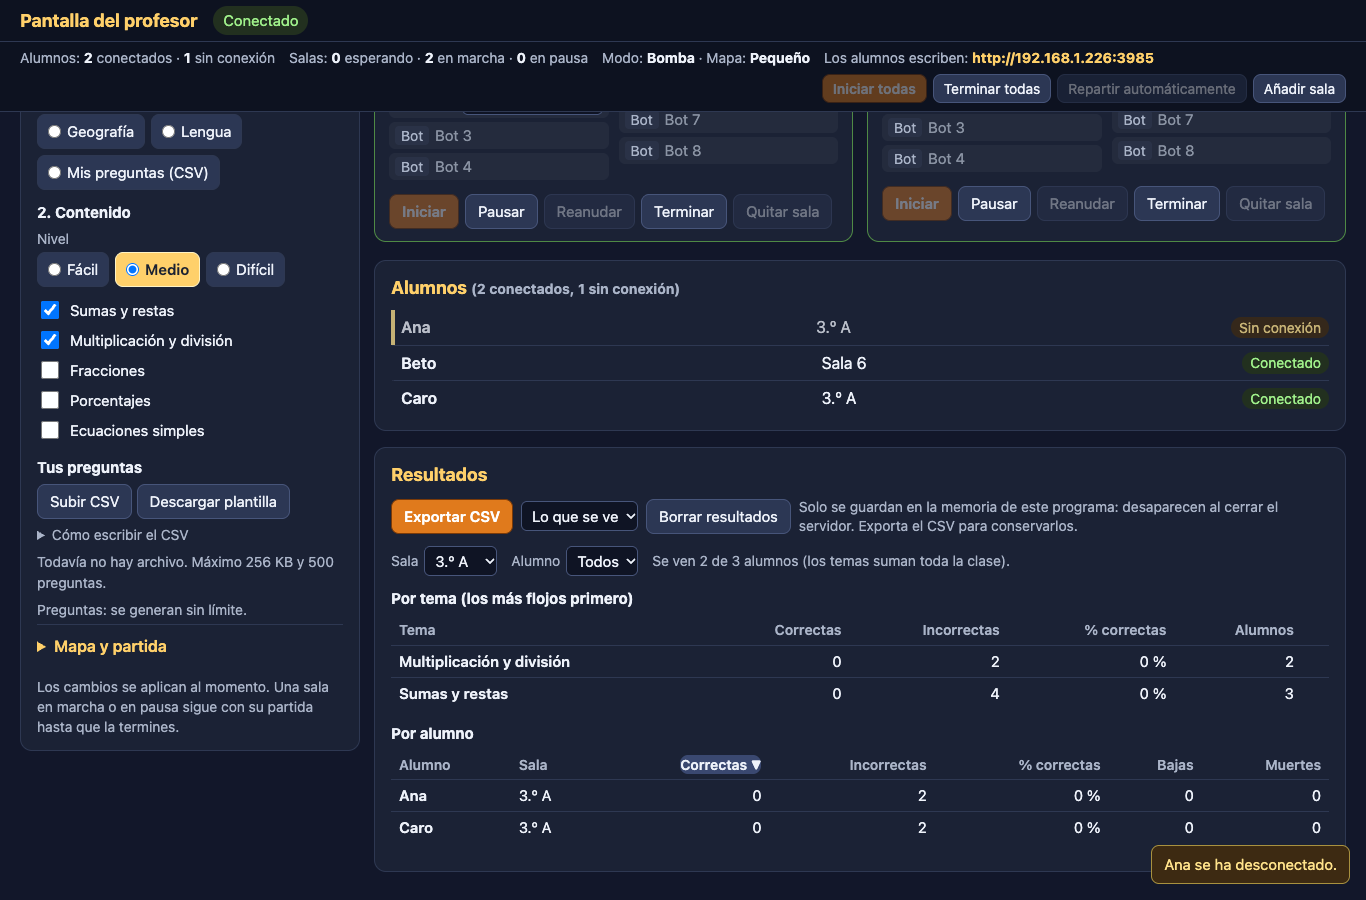 Pantalla del profesor Conectado
Alumnos: 2 conectados · 1 sin conexión Salas: 0 esperando · 2 en marcha · 0 en pausa Modo: Bomba · Mapa: Pequeño Los alumnos escriben: http://192.168.1.226:3985
Iniciar todas Terminar todas Repartir automáticamente Añadir sala
Geografía Lengua
Mis preguntas (CSV)
2. Contenido
Nivel
Fácil Medio Difícil
Sumas y restas
Multiplicación y división
Fracciones
Porcentajes
Ecuaciones simples
Tus preguntas
Subir CSV Descargar plantilla
Cómo escribir el CSV
Todavía no hay archivo. Máximo 256 KB y 500
preguntas.
Preguntas: se generan sin límite.
Mapa y partida
Los cambios se aplican al momento. Una sala
en marcha o en pausa sigue con su partida
hasta que la termines.
Bot Bot 3
Bot Bot 4
Bot Bot 7
Bot Bot 8
Iniciar Pausar Reanudar Terminar Quitar sala
Bot Bot 3
Bot Bot 4
Bot Bot 7
Bot Bot 8
Iniciar Pausar Reanudar Terminar Quitar sala
Alumnos (2 conectados, 1 sin conexión)
Ana 3.º A Sin conexión
Beto Sala 6 Conectado
Caro 3.º A Conectado
Resultados
Exportar CSV Lo que se ve Borrar resultados
Solo se guardan en la memoria de este programa: desaparecen al cerrar el
servidor. Exporta el CSV para conservarlos.
Sala 3.º A Alumno Todos Se ven 2 de 3 alumnos (los temas suman toda la clase).
Por tema (los más flojos primero)
Tema Correctas Incorrectas % correctas Alumnos
Multiplicación y división 0 2 0 % 2
Sumas y restas 0 4 0 % 3
Por alumno
Alumno Sala Correctas ▼ Incorrectas % correctas Bajas Muertes
Ana 3.º A 0 2 0 % 0 0
Caro 3.º A 0 2 0 % 0 0
Ana se ha desconectado.